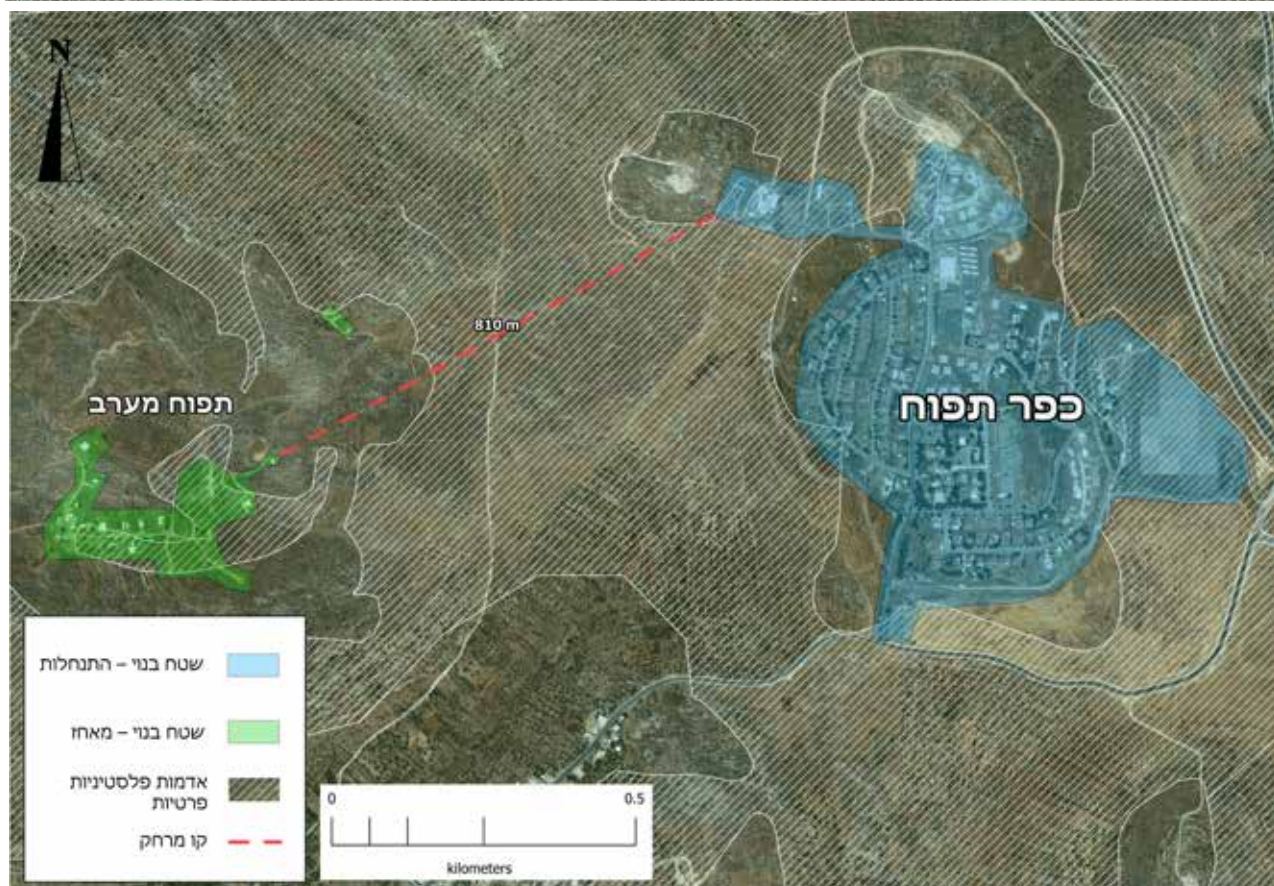 N
810 m
תפוח מערב
כפר תפוח
שטח בנוי – התנחלות
שטח בנוי – מאחז
אדמות פלסטיניות
פרטיות
קו מרחק
0 0.5
kilometers